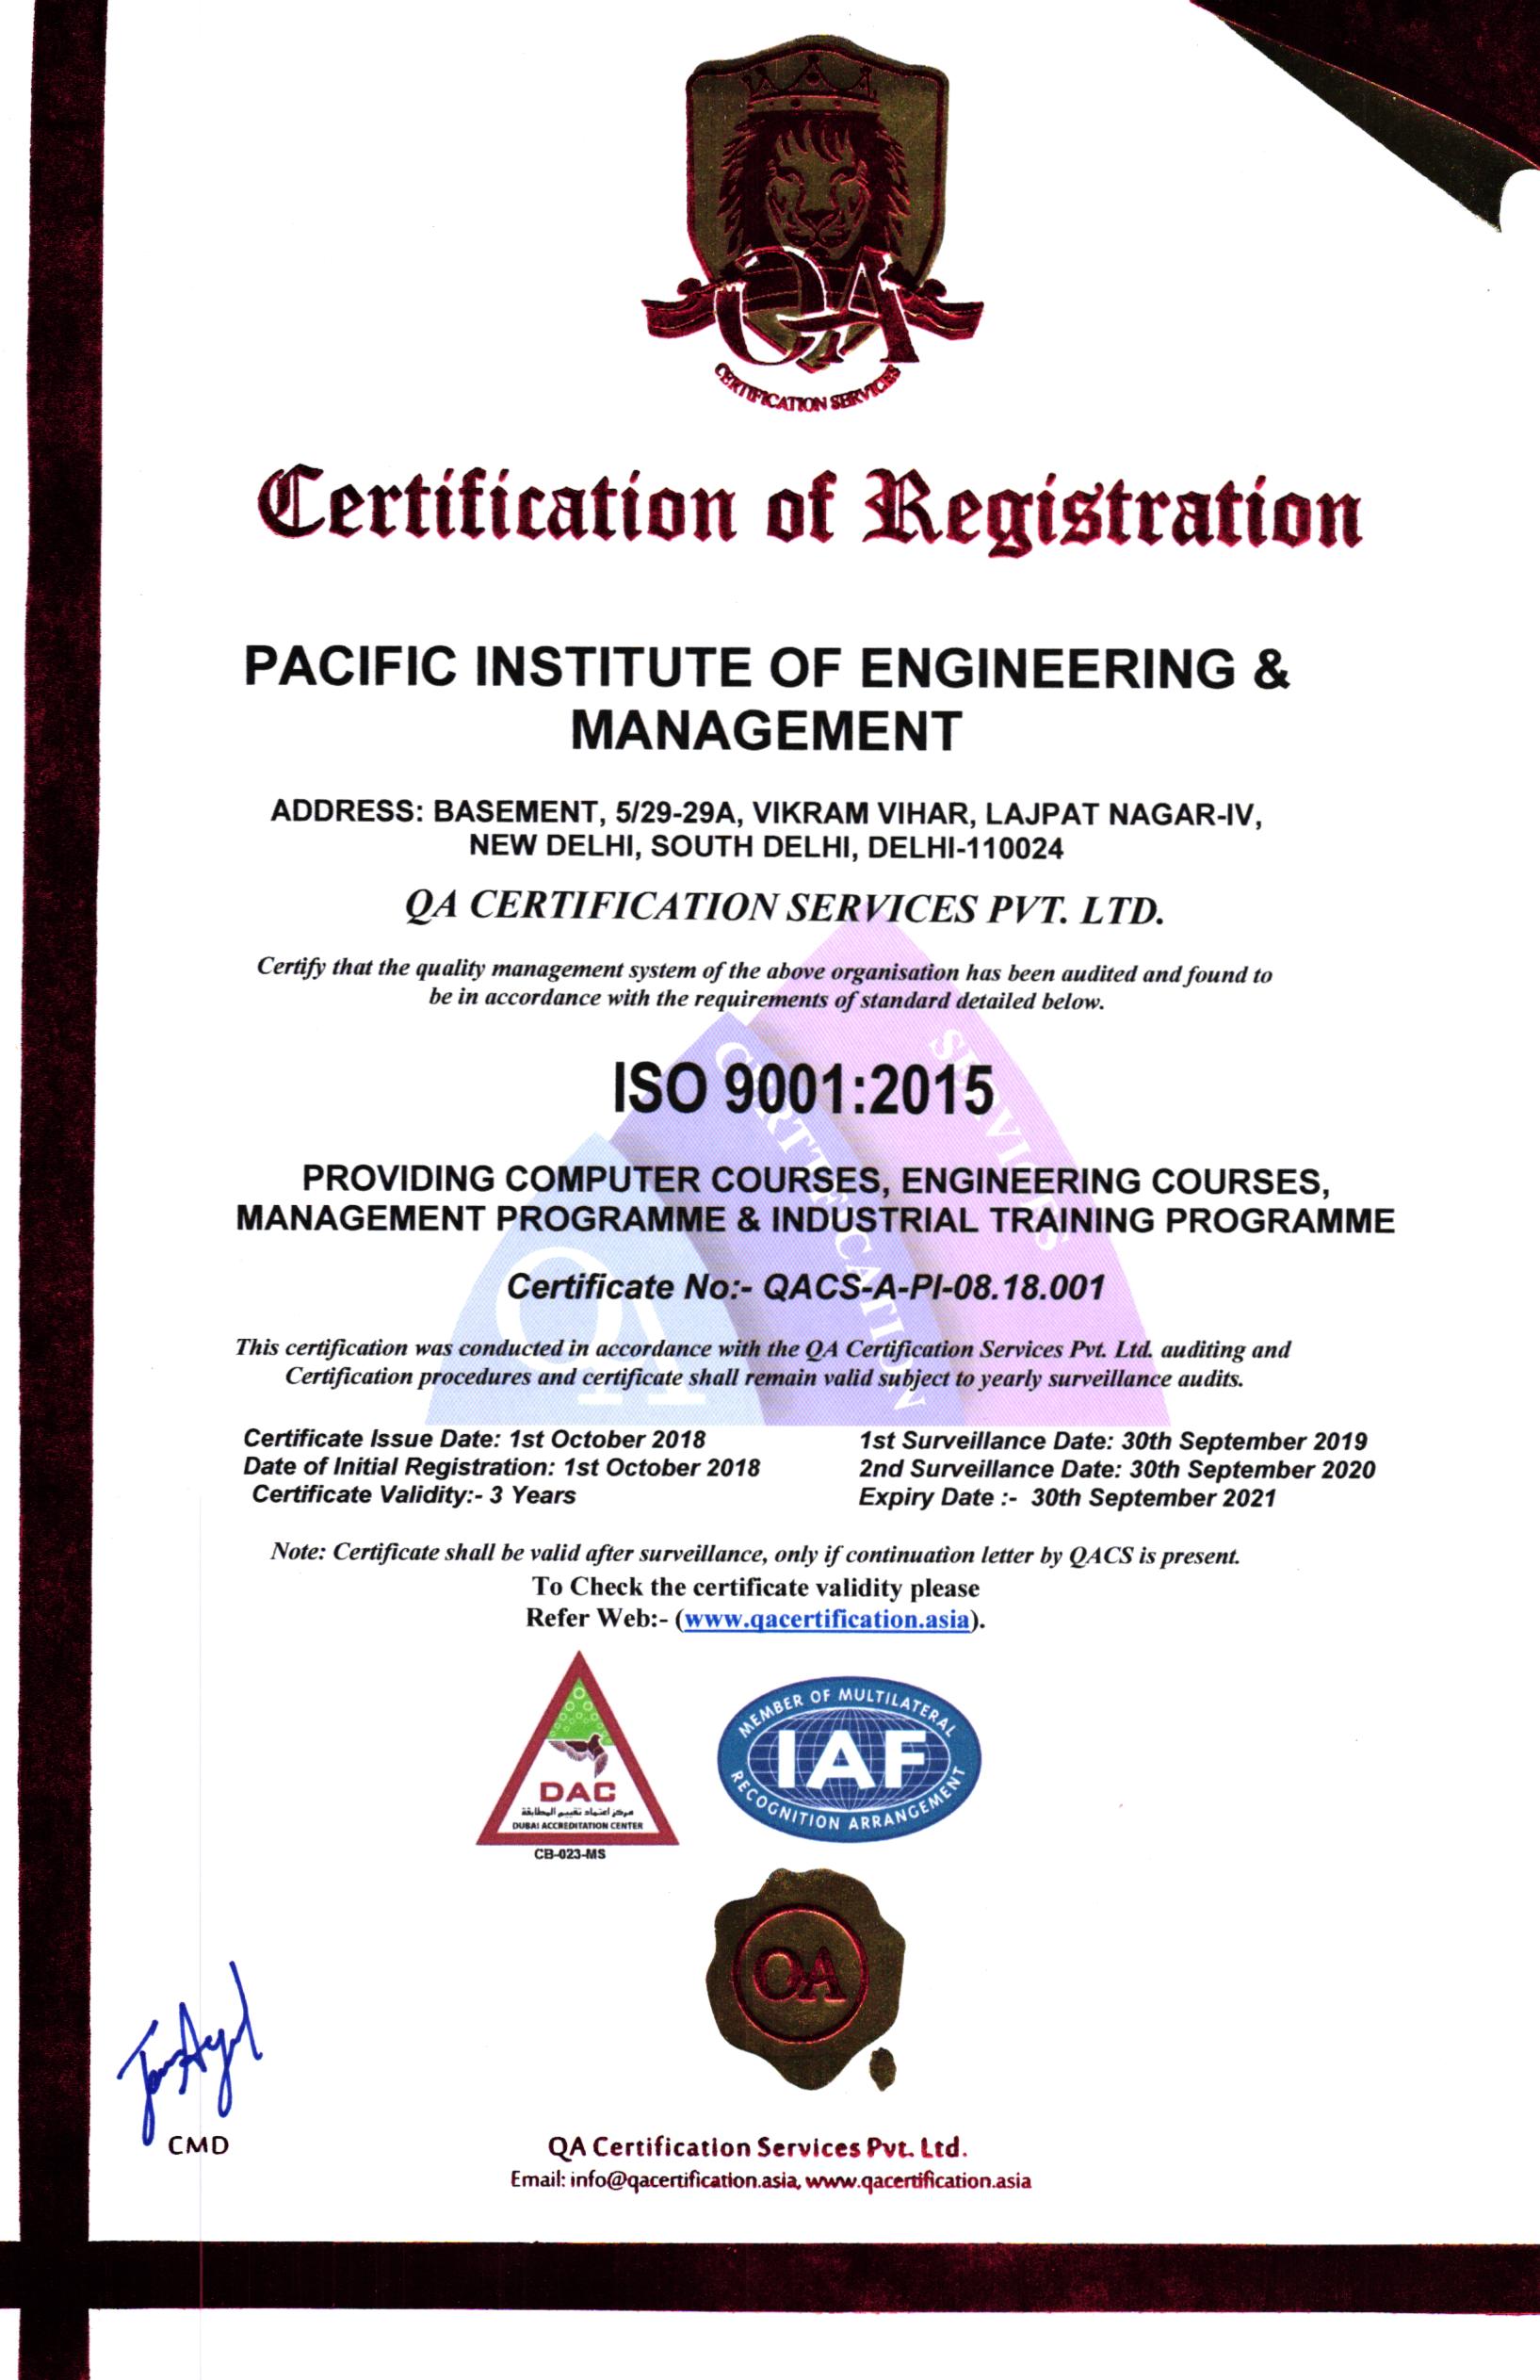 QA
CERTIFICATION SERVICES
Certification of Registration
PACIFIC INSTITUTE OF ENGINEERING &
MANAGEMENT
ADDRESS: BASEMENT, 5/29-29A, VIKRAM VIHAR, LAJPAT NAGAR-IV,
NEW DELHI, SOUTH DELHI, DELHI-110024
QA CERTIFICATION SERVICES PVT. LTD.
Certify that the quality management system of the above organisation has been audited and found to
be in accordance with the requirements of standard detailed below.
ISO 9001:2015
PROVIDING COMPUTER COURSES, ENGINEERING COURSES,
MANAGEMENT PROGRAMME & INDUSTRIAL TRAINING PROGRAMME
Certificate No:- QACS-A-PI-08.18.001
QA
CERTIFICATION
SERVICES
This certification was conducted in accordance with the QA Certification Services Pvt. Ltd. auditing and
Certification procedures and certificate shall remain valid subject to yearly surveillance audits.
Certificate Issue Date: 1st October 2018
Date of Initial Registration: 1st October 2018
Certificate Validity:- 3 Years
1st Surveillance Date: 30th September 2019
2nd Surveillance Date: 30th September 2020
Expiry Date :- 30th September 2021
Note: Certificate shall be valid after surveillance, only if continuation letter by QACS is present.
To Check the certificate validity please
Refer Web:- (www.qacertification.asia).
DAC
مركز اعتماد تقييم المطابقة
DUBAI ACCREDITATION CENTER
CB-023-MS
MEMBER OF MULTILATERAL
IAF
RECOGNITION ARRANGEMENT
QA
CMD
QA Certification Services Pvt. Ltd.
Email: info@qacertification.asia, www.qacertification.asia